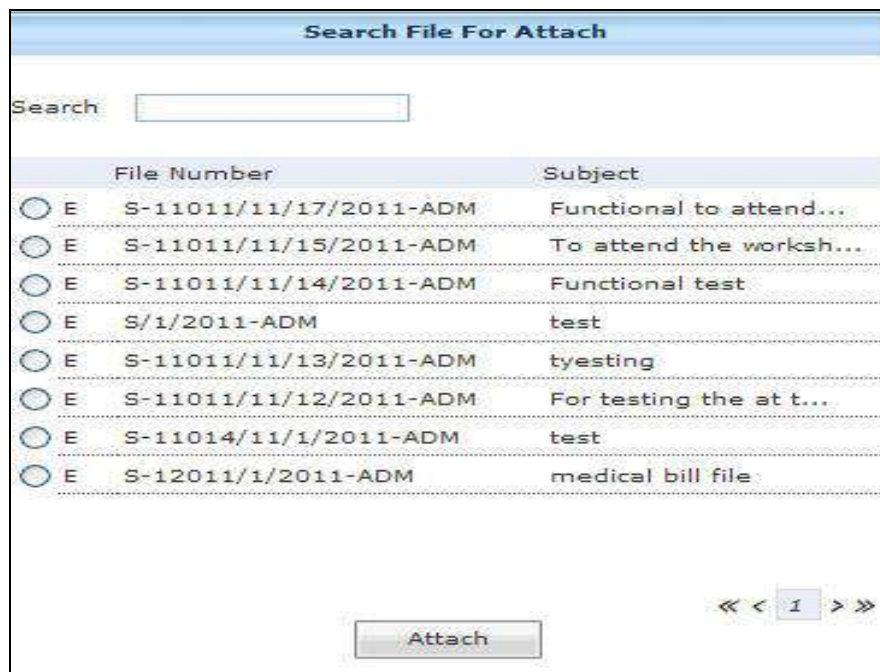 Search File For Attach
Search
File Number Subject
E S-11011/11/17/2011-ADM Functional to attend...
E S-11011/11/15/2011-ADM To attend the worksh...
E S-11011/11/14/2011-ADM Functional test
E S/1/2011-ADM test
E S-11011/11/13/2011-ADM tyesting
E S-11011/11/12/2011-ADM For testing the at t...
E S-11014/11/1/2011-ADM test
E S-12011/1/2011-ADM medical bill file
« < 1 > »
Attach